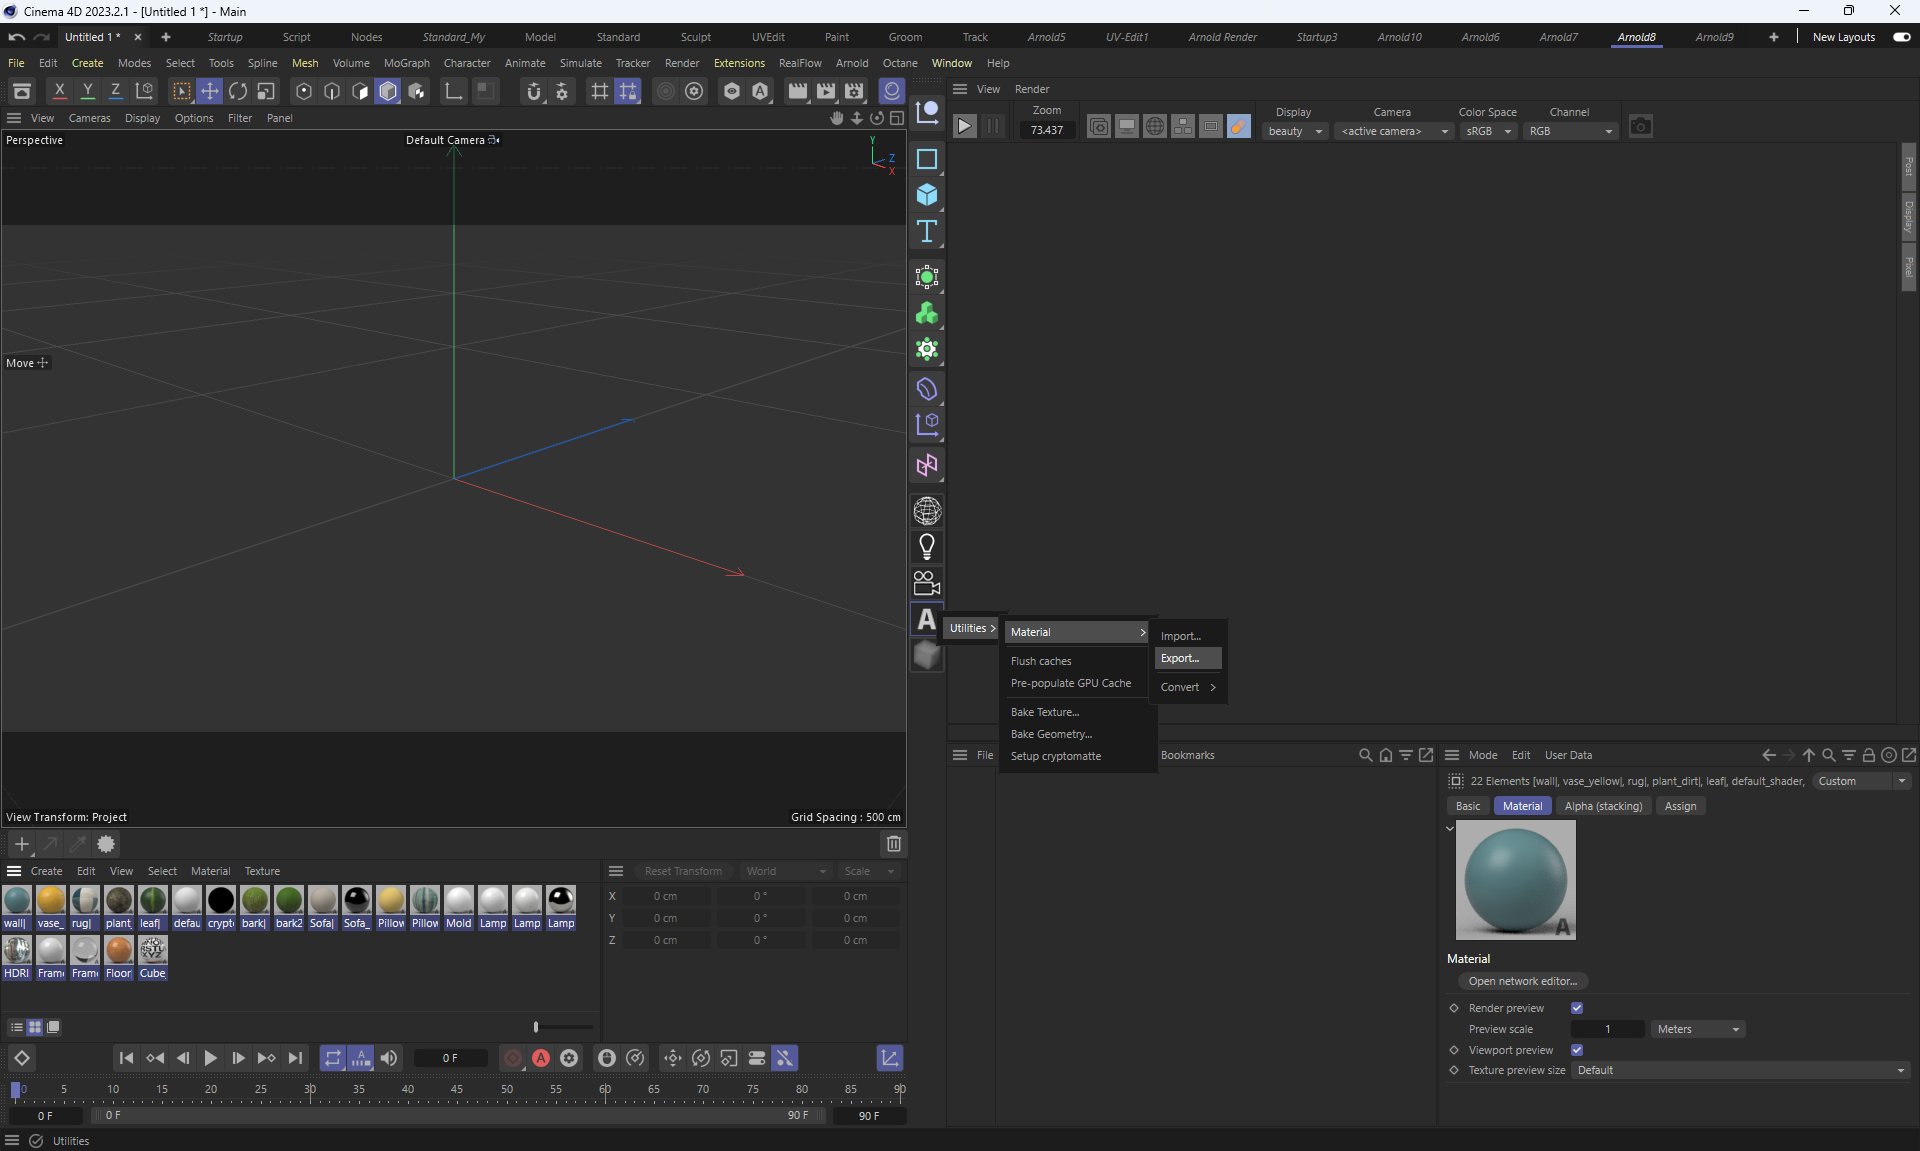 Cinema 4D 2023.2.1 - [Untitled 1 *] - Main
Untitled 1 * Startup Script Nodes Standard_My Model Standard Sculpt UVEdit Paint Groom Track Arnold5 UV-Edit1 Arnold Render Startup3 Arnold10 Arnold6 Arnold7 Arnold8 Arnold9 New Layouts
File Edit Create Modes Select Tools Spline Mesh Volume MoGraph Character Animate Simulate Tracker Render Extensions RealFlow Arnold Octane Window Help
X Y Z
View Cameras Display Options Filter Panel
Perspective
Default Camera
Y
Z
X
Move
View Transform: Project
Grid Spacing : 500 cm
View Render
Zoom Display Camera Color Space Channel
73.437 beauty <active camera> sRGB RGB
Post
Display
Pixel
Utilities >
Material >
Flush caches
Pre-populate GPU Cache
Bake Texture...
Bake Geometry...
Setup cryptomatte
Import...
Export...
Convert >
File Bookmarks
Mode Edit User Data
22 Elements [wall|, vase_yellow|, rug|, plant_dirt|, leaf|, default_shader, Custom
Basic Material Alpha (stacking) Assign
A
Material
Open network editor...
Render preview
Preview scale 1 Meters
Viewport preview
Texture preview size Default
Create Edit View Select Material Texture
wall| vase_ rug| plant leaf| defau crypt bark| bark2 Sofa| Sofa_ Pillow Pillow Mold Lamp Lamp Lamp
HDRI Fram Fram Floor Cube
Reset Transform World Scale
X 0 cm 0 ° 0 cm
Y 0 cm 0 ° 0 cm
Z 0 cm 0 ° 0 cm
0 F
0 5 10 15 20 25 30 35 40 45 50 55 60 65 70 75 80 85 90
0 F 0 F 90 F 90 F
Utilities